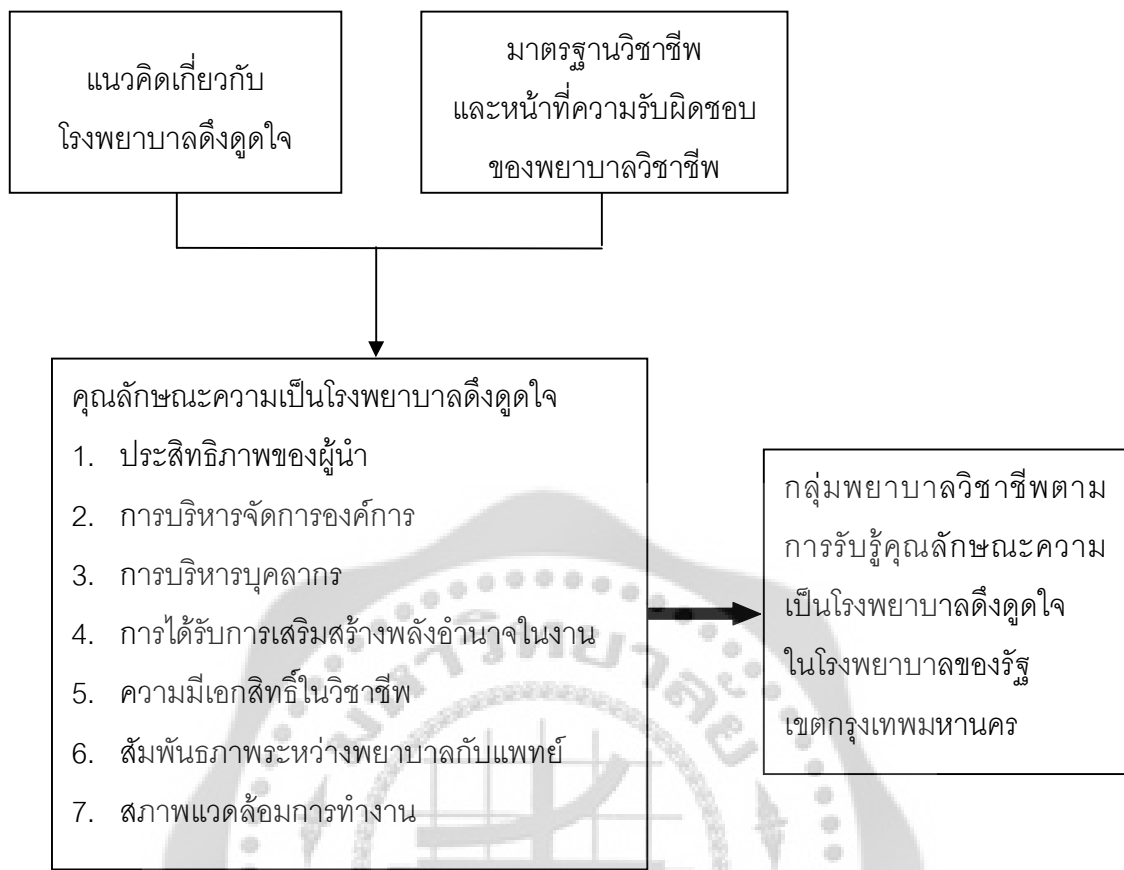 แนวคิดเกี่ยวกับ
โรงพยาบาลดึงดูดใจ
มาตรฐานวิชาชีพ
และหน้าที่ความรับผิดชอบ
ของพยาบาลวิชาชีพ
คุณลักษณะความเป็นโรงพยาบาลดึงดูดใจ
1. ประสิทธิภาพของผู้นำ
2. การบริหารจัดการองค์การ
3. การบริหารบุคลากร
4. การได้รับการเสริมสร้างพลังอำนาจในงาน
5. ความมีเอกสิทธิ์ในวิชาชีพ
6. สัมพันธภาพระหว่างพยาบาลกับแพทย์
7. สภาพแวดล้อมการทำงาน
กลุ่มพยาบาลวิชาชีพตาม
การรับรู้คุณลักษณะความ
เป็นโรงพยาบาลดึงดูดใจ
ในโรงพยาบาลของรัฐ
เขตกรุงเทพมหานคร
มหาวิทยาลัย